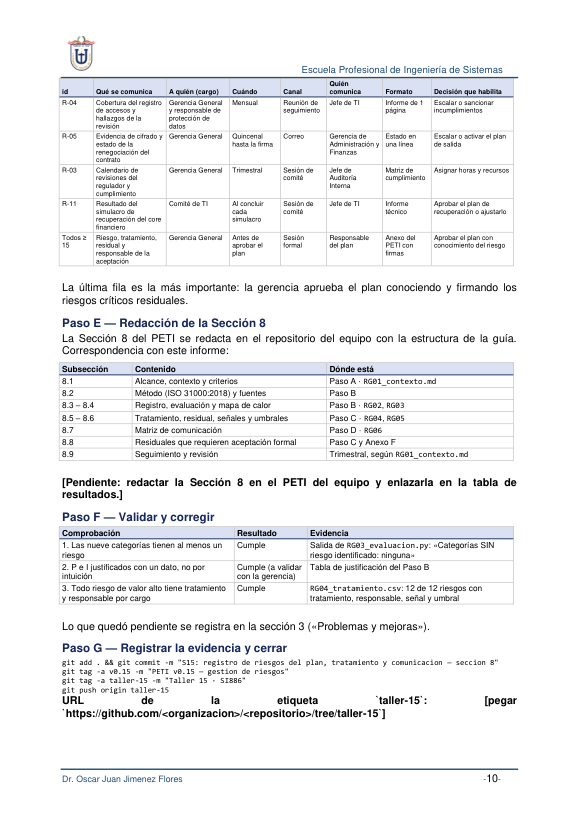 Escuela Profesional de Ingeniería de Sistemas
id Qué se comunica A quién (cargo) Cuándo Canal Quién comunica Formato Decisión que habilita
R-04 Cobertura del registro de accesos y hallazgos de la revisión Gerencia General y responsable de protección de datos Mensual Reunión de seguimiento Jefe de TI Informe de 1 página Escalar o sancionar incumplimientos
R-05 Evidencia de cifrado y estado de la renegociación del contrato Gerencia General Quincenal hasta la firma Correo Gerencia de Administración y Finanzas Estado en una línea Escalar o activar el plan de salida
R-03 Calendario de revisiones del regulador y cumplimiento Gerencia General Trimestral Sesión de comité Jefe de Auditoría Interna Matriz de cumplimiento Asignar horas y recursos
R-11 Resultado del simulacro de recuperación del core financiero Comité de TI Al concluir cada simulacro Sesión de comité Jefe de TI Informe técnico Aprobar el plan de recuperación o ajustarlo
Todos ≥ 15 Riesgo, tratamiento, residual y responsable de la aceptación Gerencia General Antes de aprobar el plan Sesión formal Responsable del plan Anexo del PETI con firmas Aprobar el plan con conocimiento del riesgo
La última fila es la más importante: la gerencia aprueba el plan conociendo y firmando los
riesgos críticos residuales.
Paso E — Redacción de la Sección 8
La Sección 8 del PETI se redacta en el repositorio del equipo con la estructura de la guía.
Correspondencia con este informe:
Subsección Contenido Dónde está
8.1 Alcance, contexto y criterios Paso A · RG01_contexto.md
8.2 Método (ISO 31000:2018) y fuentes Paso B
8.3 – 8.4 Registro, evaluación y mapa de calor Paso B · RG02, RG03
8.5 – 8.6 Tratamiento, residual, señales y umbrales Paso C · RG04, RG05
8.7 Matriz de comunicación Paso D · RG06
8.8 Residuales que requieren aceptación formal Paso C y Anexo F
8.9 Seguimiento y revisión Trimestral, según RG01_contexto.md
[Pendiente: redactar la Sección 8 en el PETI del equipo y enlazarla en la tabla de
resultados.]
Paso F — Validar y corregir
Comprobación Resultado Evidencia
1. Las nueve categorías tienen al menos un riesgo Cumple Salida de RG03_evaluacion.py: «Categorías SIN riesgo identificado: ninguna»
2. P e I justificados con un dato, no por intuición Cumple (a validar con la gerencia) Tabla de justificación del Paso B
3. Todo riesgo de valor alto tiene tratamiento y responsable por cargo Cumple RG04_tratamiento.csv: 12 de 12 riesgos con tratamiento, responsable, señal y umbral
Lo que quedó pendiente se registra en la sección 3 («Problemas y mejoras»).
Paso G — Registrar la evidencia y cerrar
git add . && git commit -m "S15: registro de riesgos del plan, tratamiento y comunicacion — seccion 8"
git tag -a v0.15 -m "PETI v0.15 — gestion de riesgos"
git tag -a taller-15 -m "Taller 15 - SI886"
git push origin taller-15
URL de la etiqueta `taller-15`: [pegar
`https://github.com/<organizacion>/<repositorio>/tree/taller-15`]
Dr. Oscar Juan Jimenez Flores -10-